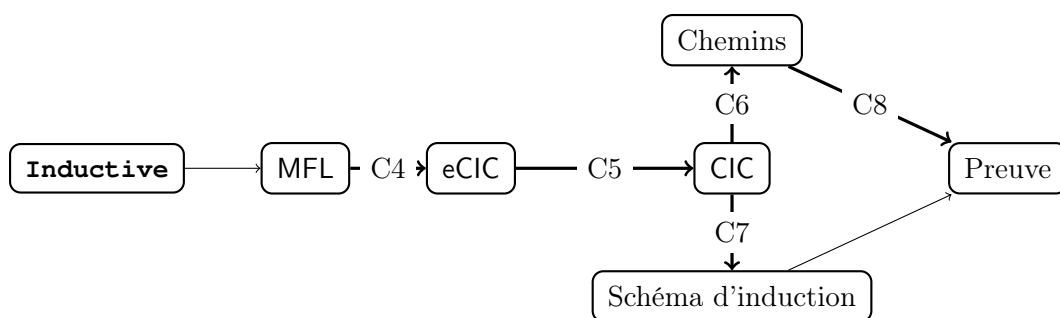 Chemins
C6
C8
Inductive
MFL
C4
eCIC
C5
CIC
Preuve
C7
Schéma d'induction